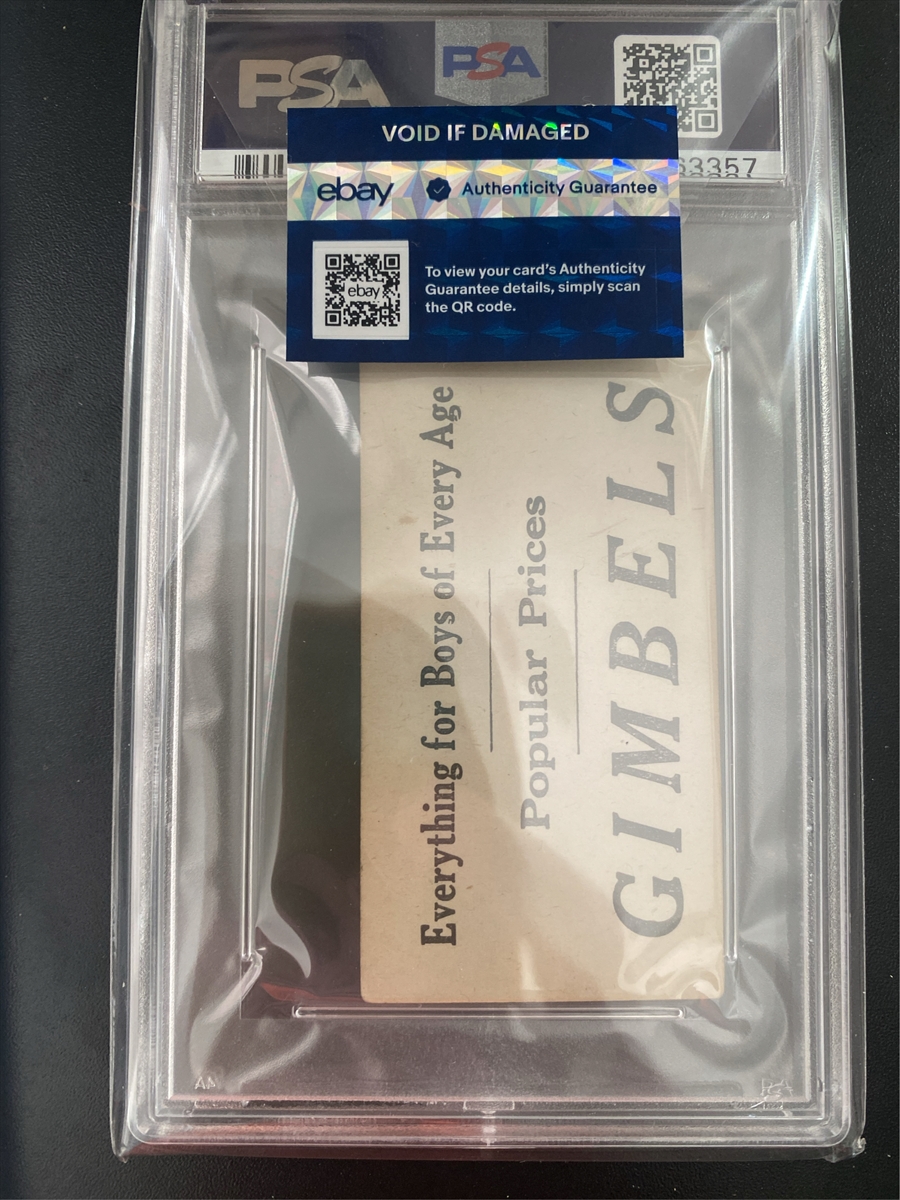 PSA
PSA
VOID IF DAMAGED
ebay Authenticity Guarantee
63357
ebay
To view your card's Authenticity
Guarantee details, simply scan
the QR code.
Everything for Boys of Every Age
Popular Prices
GIMBELS